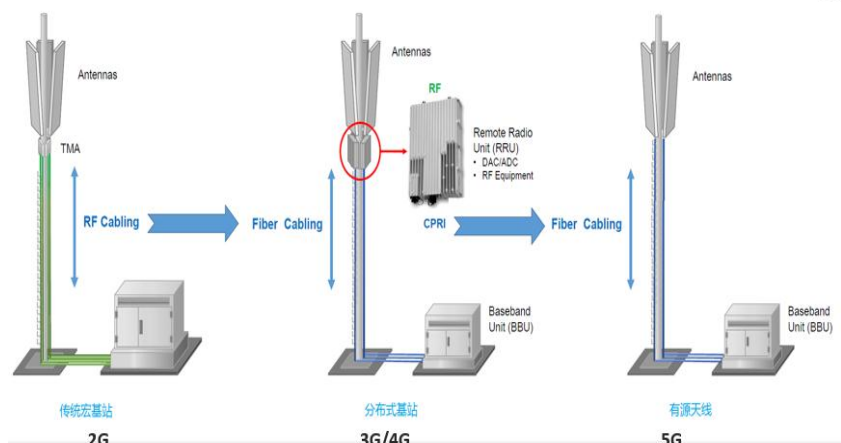 Antennas
TMA
RF Cabling
传统宏基站
2G
Antennas
RF
Remote Radio
Unit (RRU)
• DAC/ADC
• RF Equipment
Fiber Cabling
CPRI
Baseband
Unit (BBU)
分布式基站
3G/4G
Antennas
Fiber Cabling
Baseband
Unit (BBU)
有源天线
5G